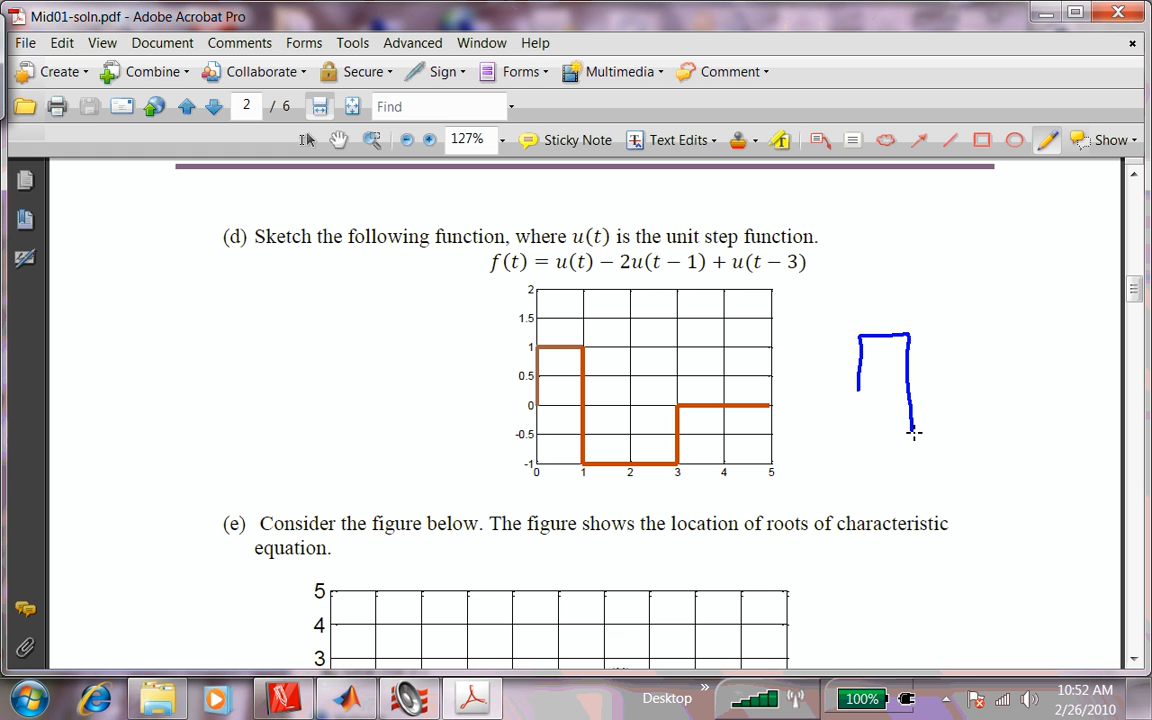 Mid01-soln.pdf - Adobe Acrobat Pro
File Edit View Document Comments Forms Tools Advanced Window Help
Create Combine Collaborate Secure Sign Forms Multimedia Comment
2 / 6 Find
127% Sticky Note Text Edits Show
(d) Sketch the following function, where u(t) is the unit step function.
f(t) = u(t) − 2u(t − 1) + u(t − 3)
2
1.5
1
0.5
0
-0.5
-1
0 1 2 3 4 5
(e) Consider the figure below. The figure shows the location of roots of characteristic
equation.
5
4
3
Desktop » 100% 10:52 AM
2/26/2010